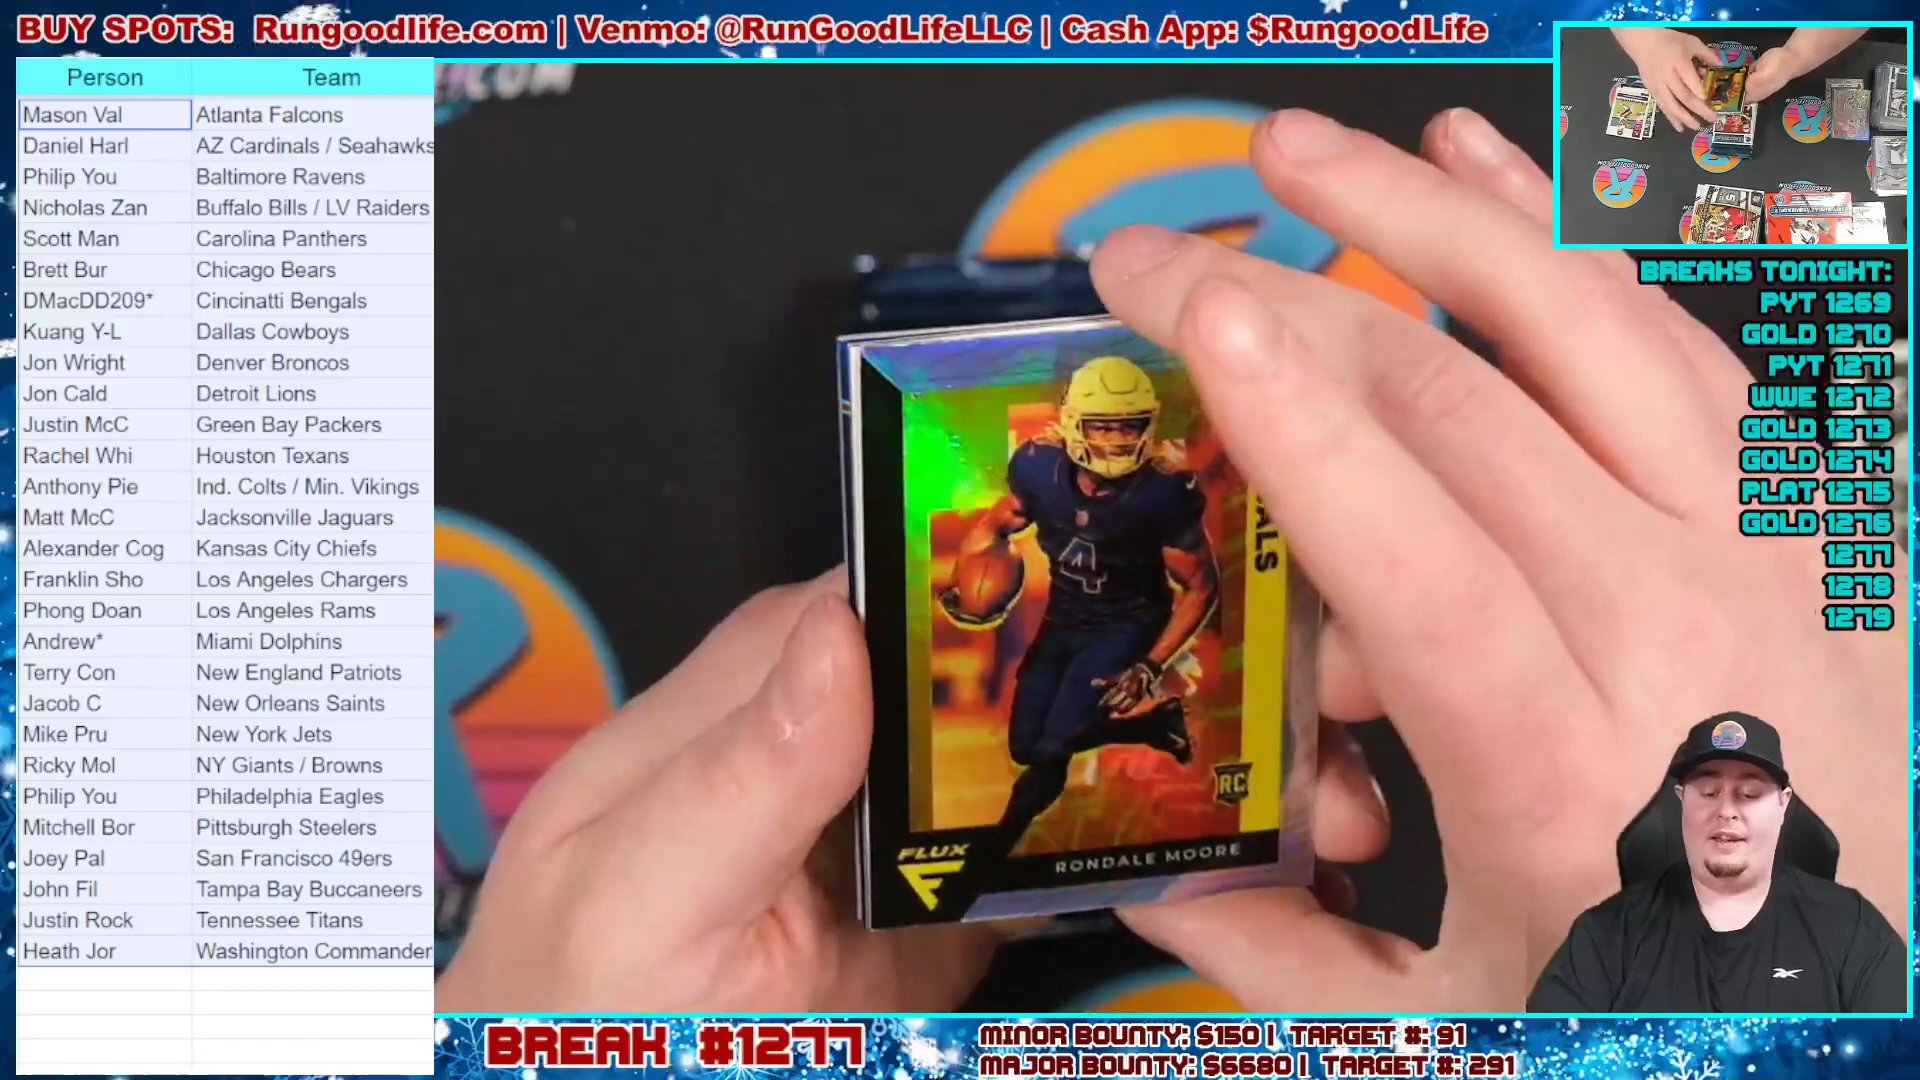 BUY SPOTS: Rungoodlife.com | Venmo: @RunGoodLifeLLC | Cash App: $RungoodLife
Person Team
Mason Val Atlanta Falcons
Daniel Harl AZ Cardinals / Seahawks
Philip You Baltimore Ravens
Nicholas Zan Buffalo Bills / LV Raiders
Scott Man Carolina Panthers
Brett Bur Chicago Bears
DMacDD209* Cincinatti Bengals
Kuang Y-L Dallas Cowboys
Jon Wright Denver Broncos
Jon Cald Detroit Lions
Justin McC Green Bay Packers
Rachel Whi Houston Texans
Anthony Pie Ind. Colts / Min. Vikings
Matt McC Jacksonville Jaguars
Alexander Cog Kansas City Chiefs
Franklin Sho Los Angeles Chargers
Phong Doan Los Angeles Rams
Andrew* Miami Dolphins
Terry Con New England Patriots
Jacob C New Orleans Saints
Mike Pru New York Jets
Ricky Mol NY Giants / Browns
Philip You Philadelphia Eagles
Mitchell Bor Pittsburgh Steelers
Joey Pal San Francisco 49ers
John Fil Tampa Bay Buccaneers
Justin Rock Tennessee Titans
Heath Jor Washington Commander
.COM
ALS
4
RC
FLUX
RONDALE MOORE
BREAKS TONIGHT:
PYT 1269
GOLD 1270
PYT 1271
WWE 1272
GOLD 1273
GOLD 1274
PLAT 1275
GOLD 1276
1277
1278
1279
BREAK #1277
MINOR BOUNTY: $150 | TARGET #: 91
MAJOR BOUNTY: $6680 | TARGET #: 291